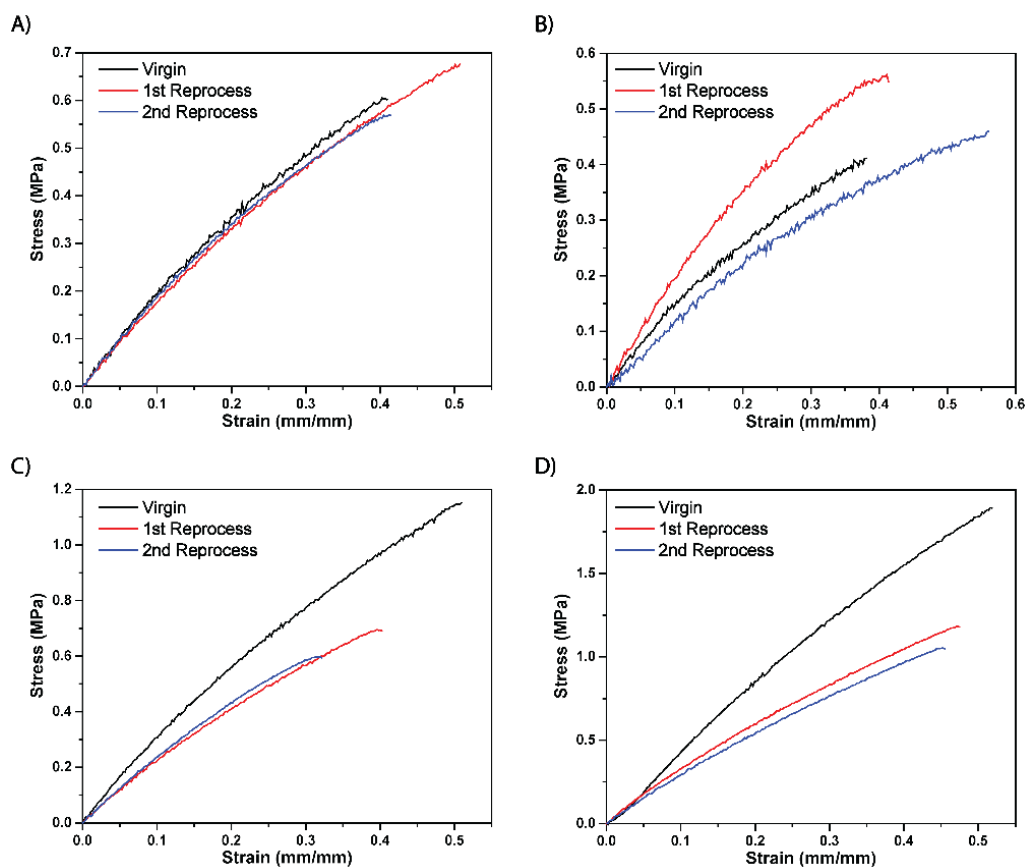 A)
0.7
0.6
0.5
0.4
0.3
0.2
0.1
0.0
Stress (MPa)
Virgin
1st Reprocess
2nd Reprocess
0.0 0.1 0.2 0.3 0.4 0.5
Strain (mm/mm)
B)
0.6
0.5
0.4
0.3
0.2
0.1
0.0
Stress (MPa)
Virgin
1st Reprocess
2nd Reprocess
0.0 0.1 0.2 0.3 0.4 0.5 0.6
Strain (mm/mm)
C)
1.2
1.0
0.8
0.6
0.4
0.2
0.0
Stress (MPa)
Virgin
1st Reprocess
2nd Reprocess
0.0 0.1 0.2 0.3 0.4 0.5
Strain (mm/mm)
D)
2.0
1.5
1.0
0.5
0.0
Stress (MPa)
Virgin
1st Reprocess
2nd Reprocess
0.0 0.1 0.2 0.3 0.4 0.5
Strain (mm/mm)